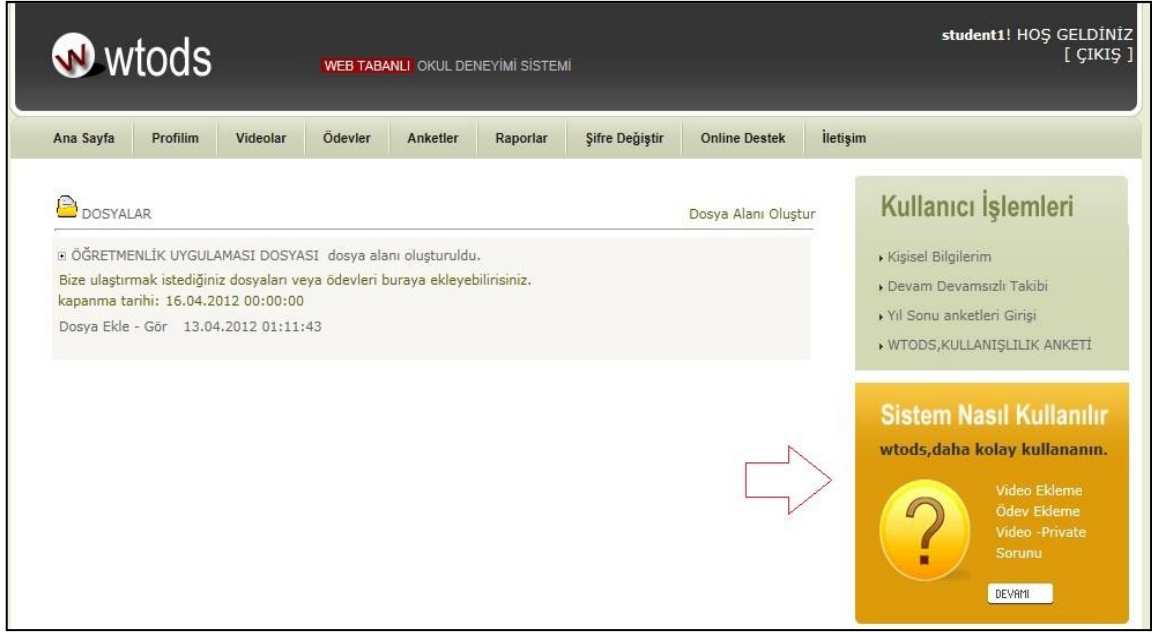 wtods
WEB TABANLI OKUL DENEYİMİ SİSTEMİ
student1! HOŞ GELDİNİZ
[ ÇIKIŞ ]
Ana Sayfa Profilim Videolar Ödevler Anketler Raporlar Şifre Değiştir Online Destek İletişim
DOSYALAR Dosya Alanı Oluştur
ÖĞRETMENLİK UYGULAMASI DOSYASI dosya alanı oluşturuldu.
Bize ulaştırmak istediğiniz dosyaları veya ödevleri buraya ekleyebilirisiniz.
kapanma tarihi: 16.04.2012 00:00:00
Dosya Ekle - Gör 13.04.2012 01:11:43
Kullanıcı İşlemleri
Kişisel Bilgilerim
Devam Devamsızlı Takibi
Yıl Sonu anketleri Girişi
WTODS,KULLANIŞLILIK ANKETİ
Sistem Nasıl Kullanılır
wtods,daha kolay kullananın.
Video Ekleme
Ödev Ekleme
Video -Private
Sorunu
DEVAMI